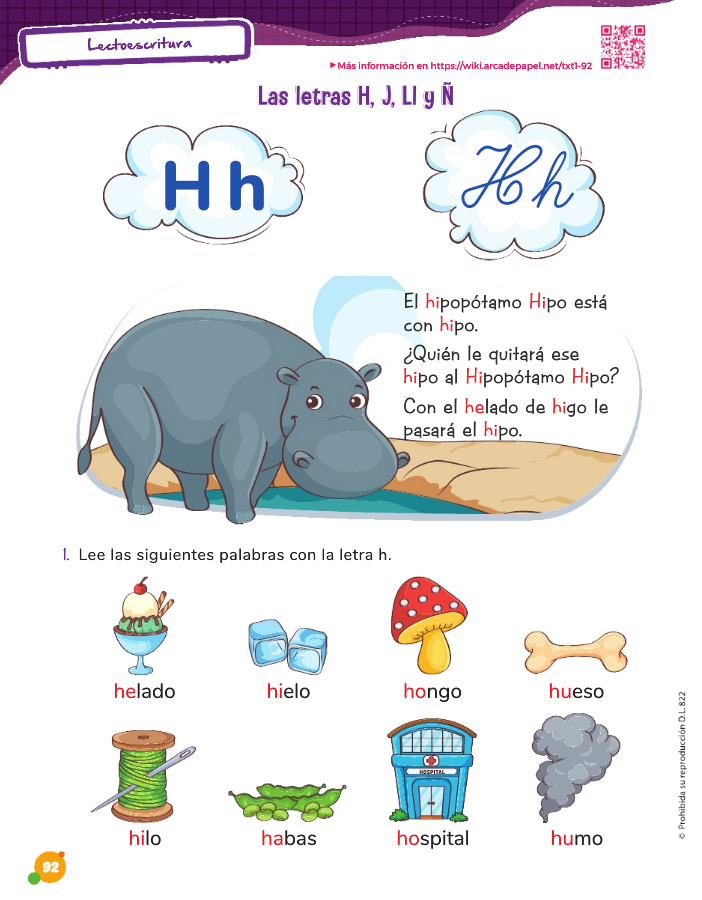 Lectoescritura
▶Más información en https://wiki.arcadepapel.net/txt1-92
Las letras H, J, Ll y Ñ
H h
H h
El hipopótamo Hipo está
con hipo.
¿Quién le quitará ese
hipo al Hipopótamo Hipo?
Con el helado de higo le
pasará el hipo.
1. Lee las siguientes palabras con la letra h.
helado
hielo
hongo
hueso
HOSPITAL
hilo
habas
hospital
humo
© Prohibida su reproducción D.L.822
92